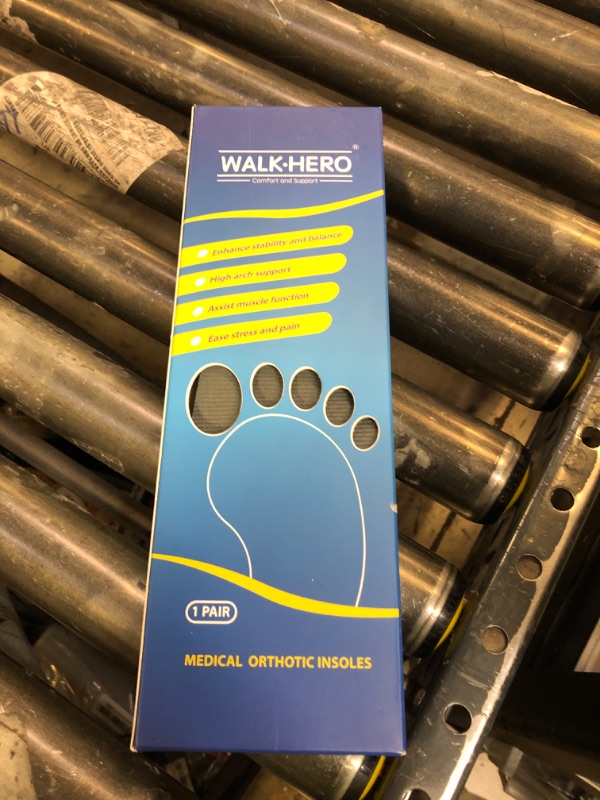 WALK·HERO®
Comfort and Support
Enhance stability and balance
High arch support
Assist muscle function
Ease stress and pain
1 PAIR
MEDICAL ORTHOTIC INSOLES